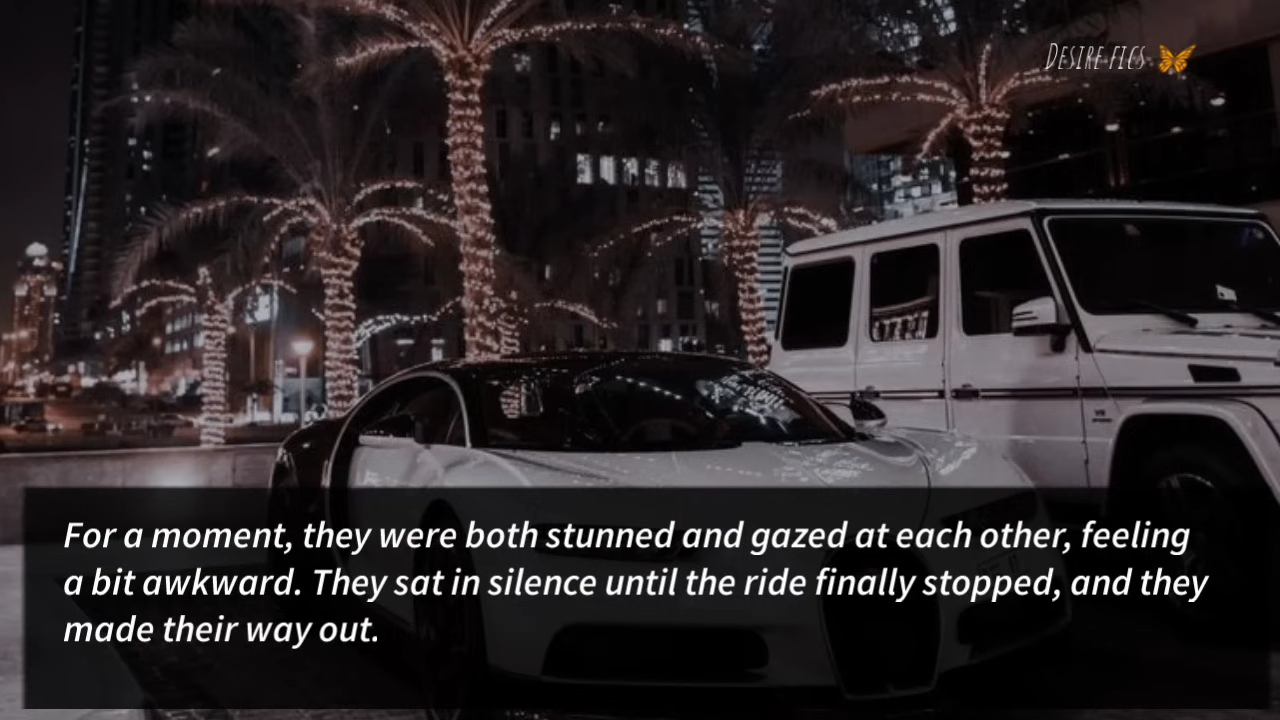 Desire fics 🦋
For a moment, they were both stunned and gazed at each other, feeling
a bit awkward. They sat in silence until the ride finally stopped, and they
made their way out.